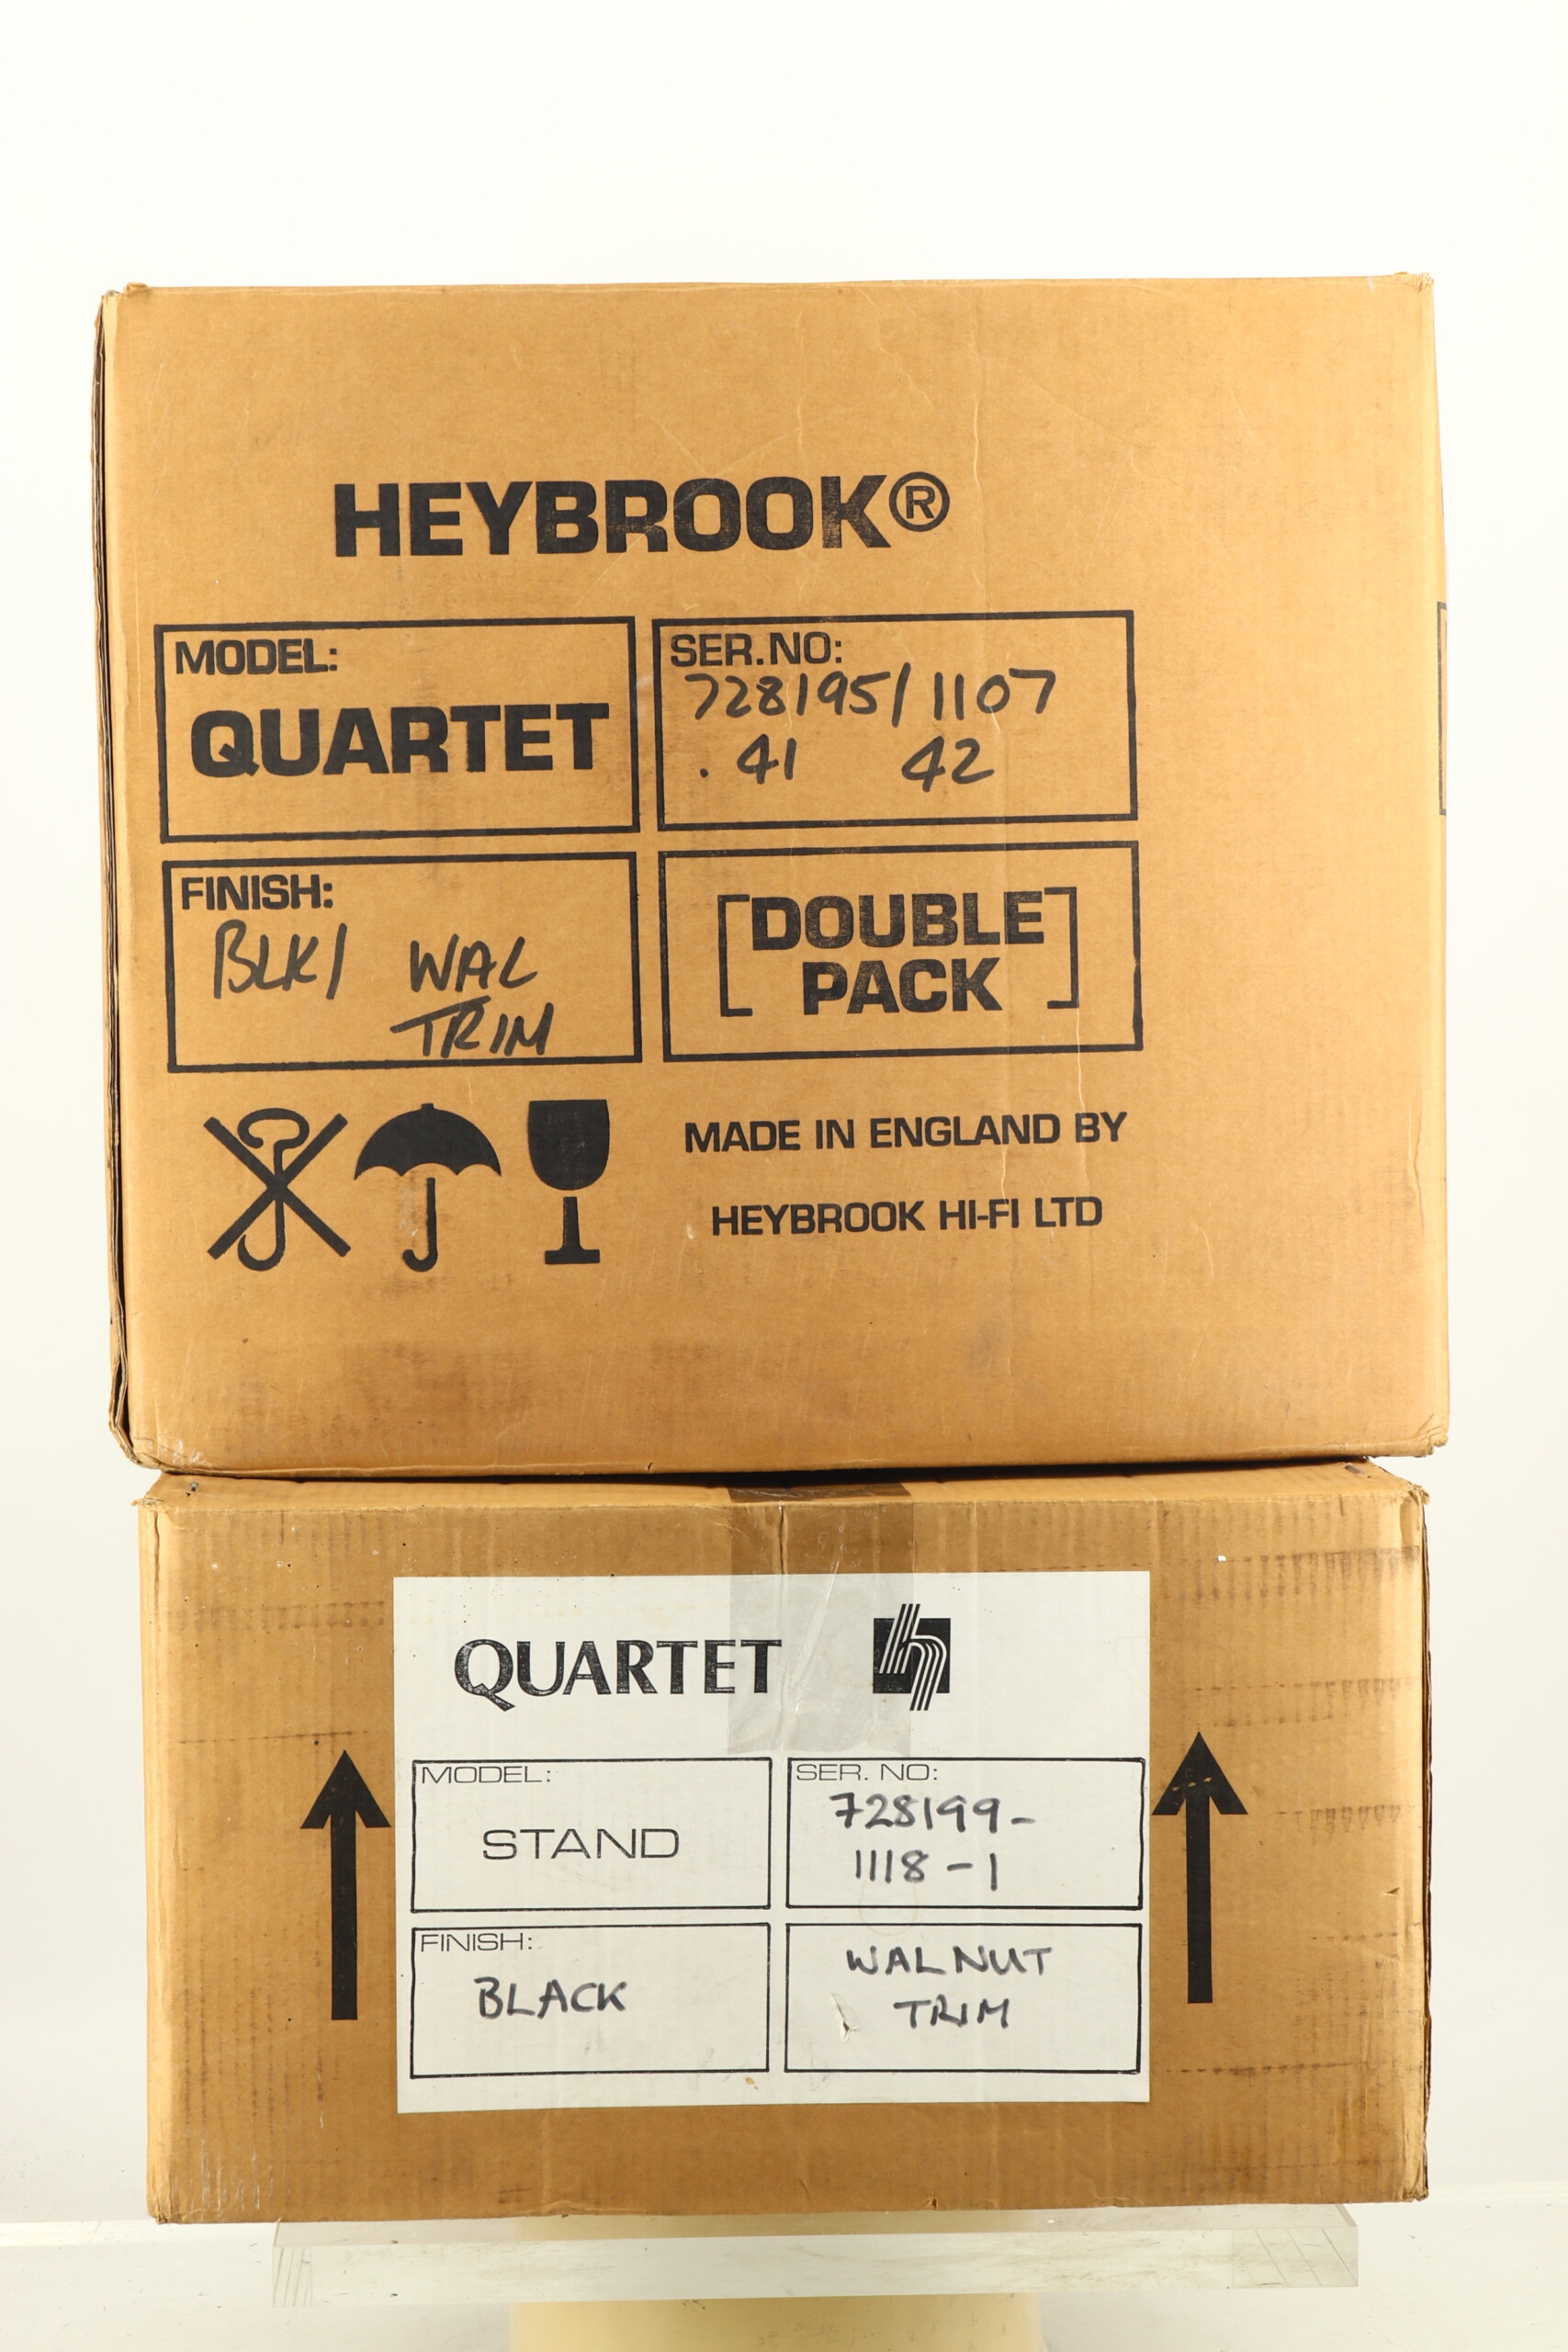 HEYBROOK®
MODEL:
QUARTET
SER.NO:
728195/1107
. 41 42
FINISH:
BLK/ WAL
TRIM
[DOUBLE
PACK]
MADE IN ENGLAND BY
HEYBROOK HI-FI LTD
QUARTET
MODEL:
STAND
SER. NO:
728199-
1118-1
FINISH:
BLACK
WALNUT
TRIM